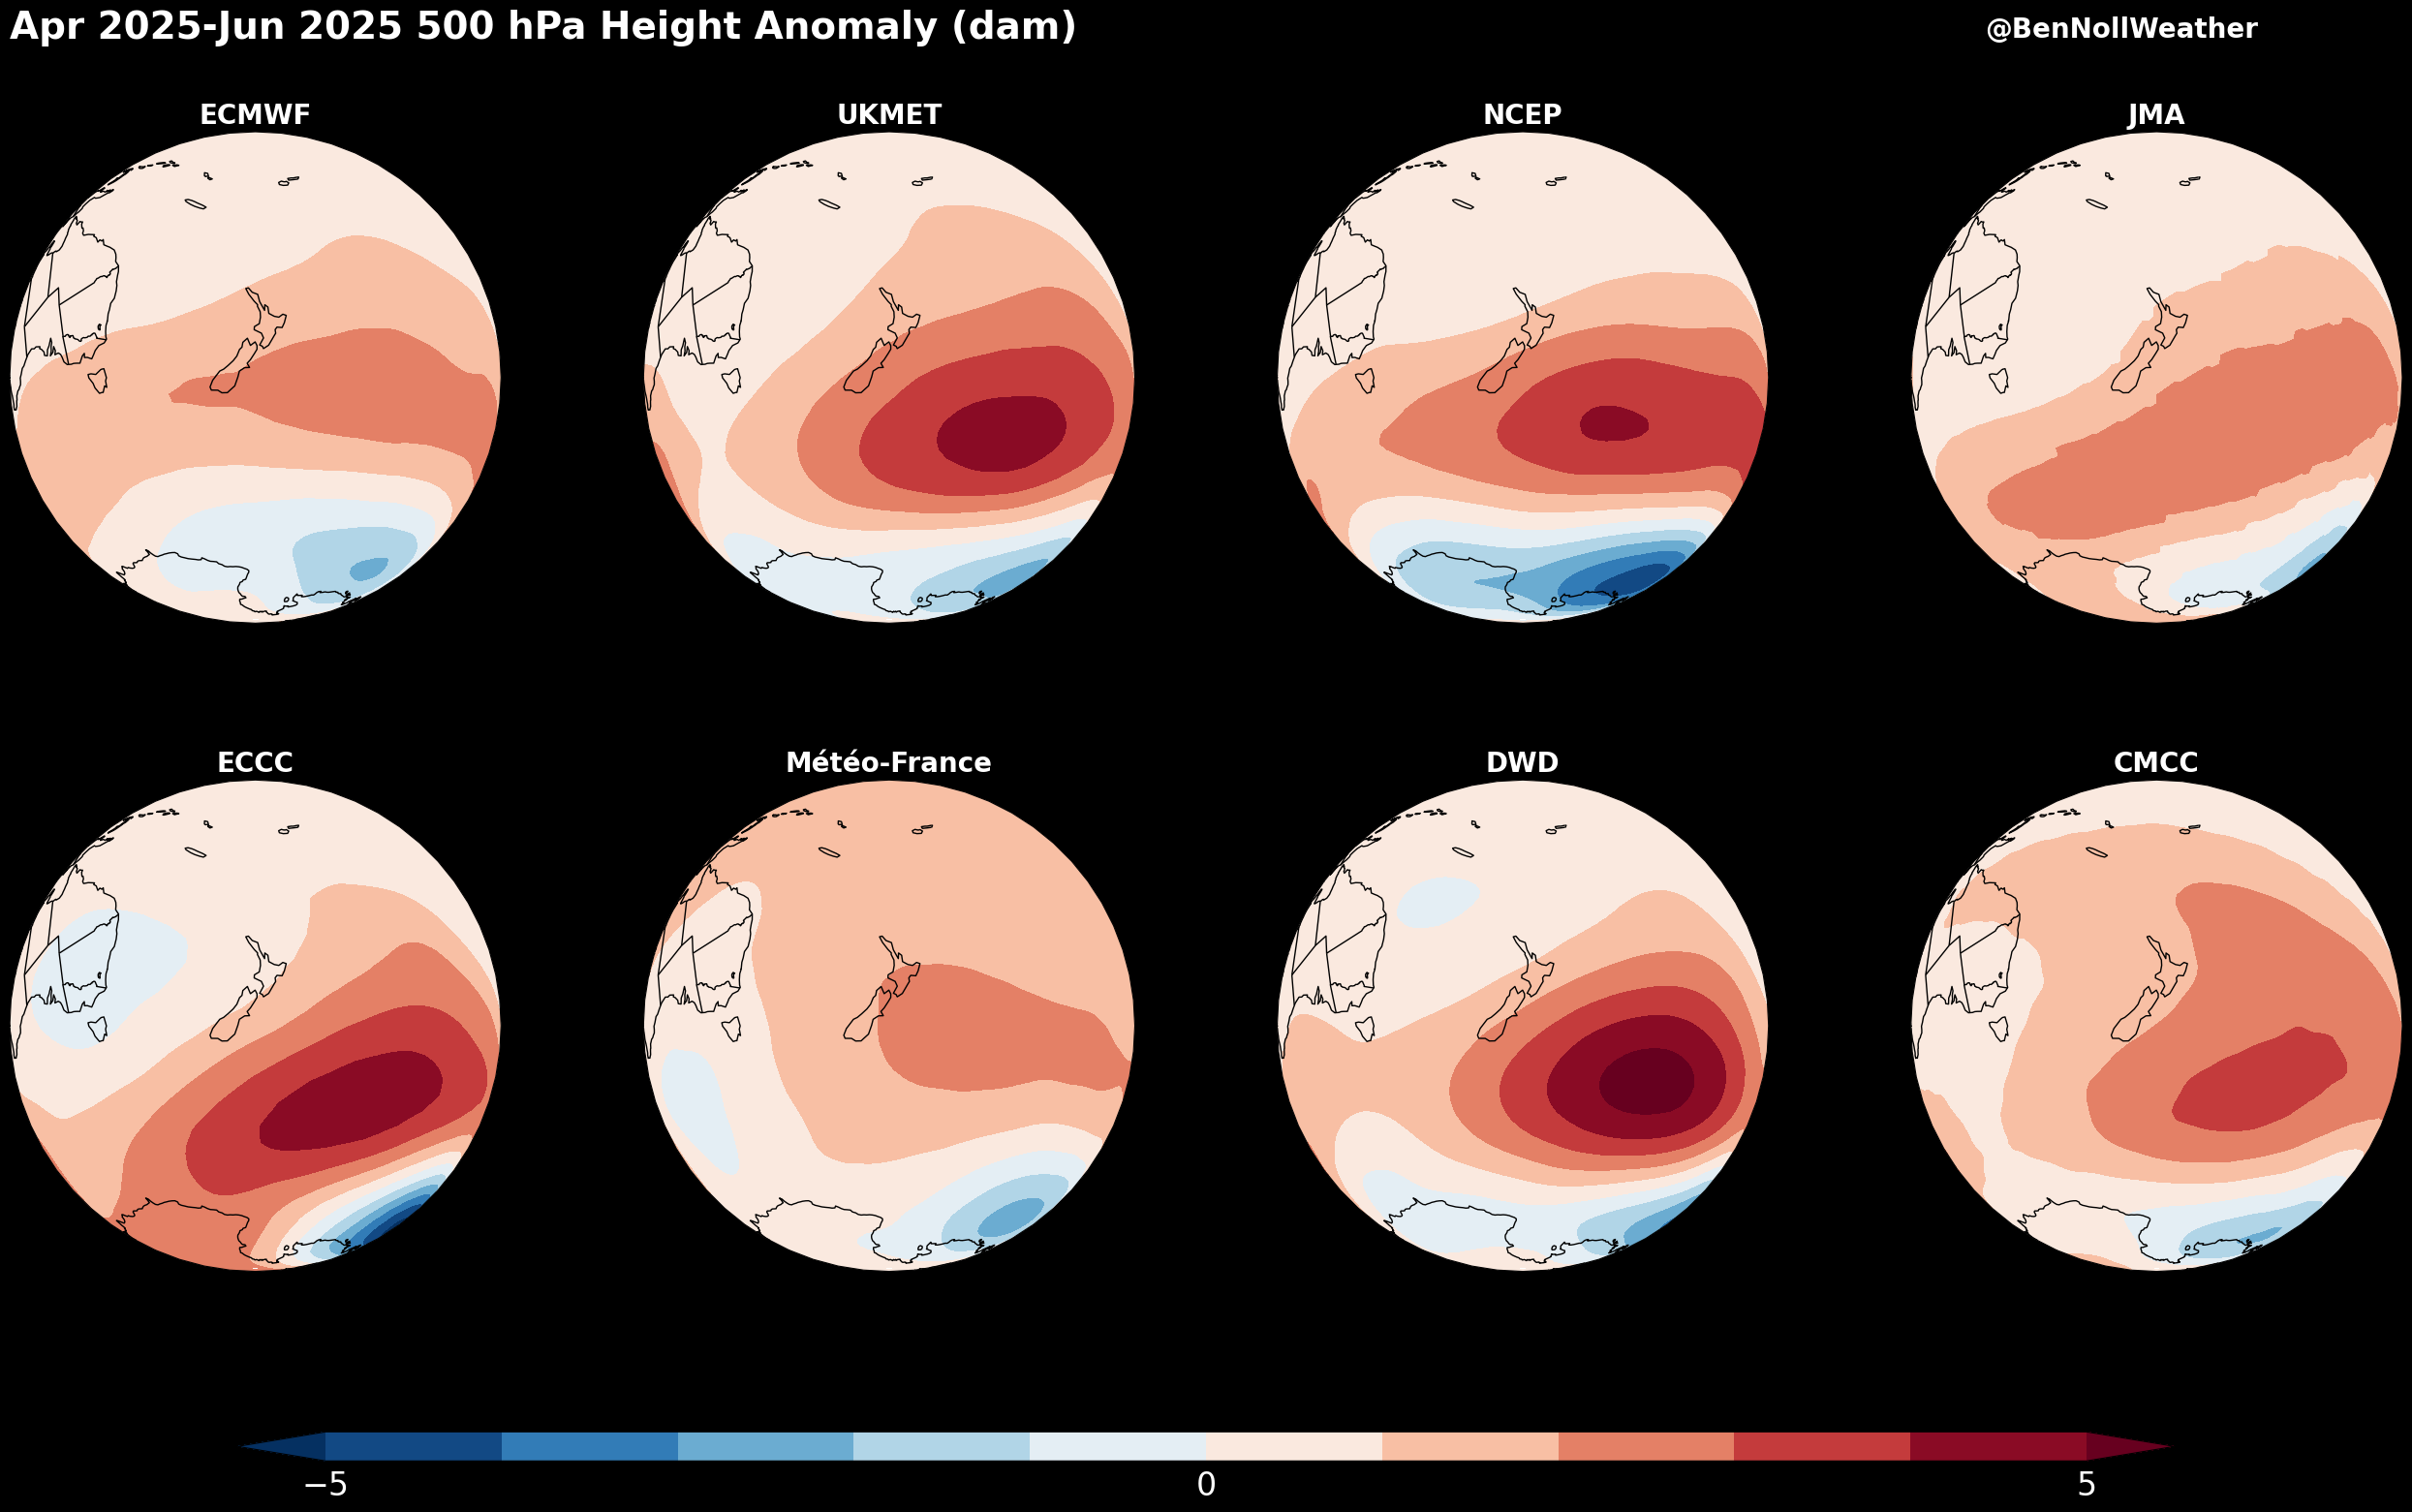 Apr 2025-Jun 2025 500 hPa Height Anomaly (dam)
@BenNollWeather
ECMWF
UKMET
NCEP
JMA
ECCC
Météo-France
DWD
CMCC
−5
0
5